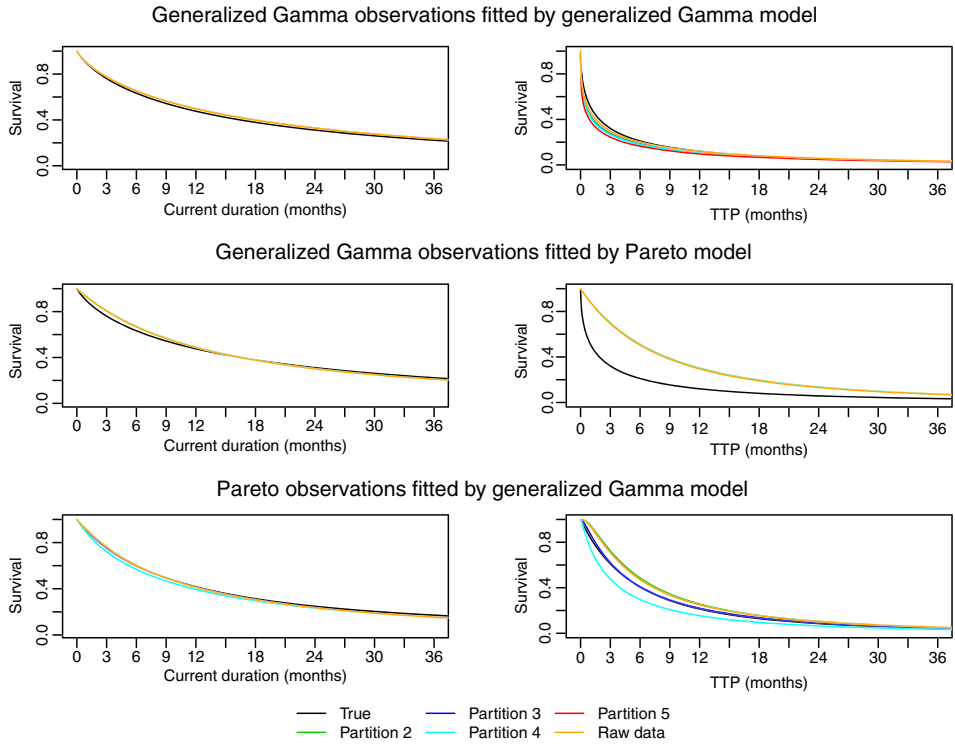 Generalized Gamma observations fitted by generalized Gamma model
Survival
0.0 0.4 0.8
0 3 6 9 12 18 24 30 36
Current duration (months)
Survival
0.0 0.4 0.8
0 3 6 9 12 18 24 30 36
TTP (months)
Generalized Gamma observations fitted by Pareto model
Survival
0.0 0.4 0.8
0 3 6 9 12 18 24 30 36
Current duration (months)
Survival
0.0 0.4 0.8
0 3 6 9 12 18 24 30 36
TTP (months)
Pareto observations fitted by generalized Gamma model
Survival
0.0 0.4 0.8
0 3 6 9 12 18 24 30 36
Current duration (months)
Survival
0.0 0.4 0.8
0 3 6 9 12 18 24 30 36
TTP (months)
True Partition 3 Partition 5
Partition 2 Partition 4 Raw data